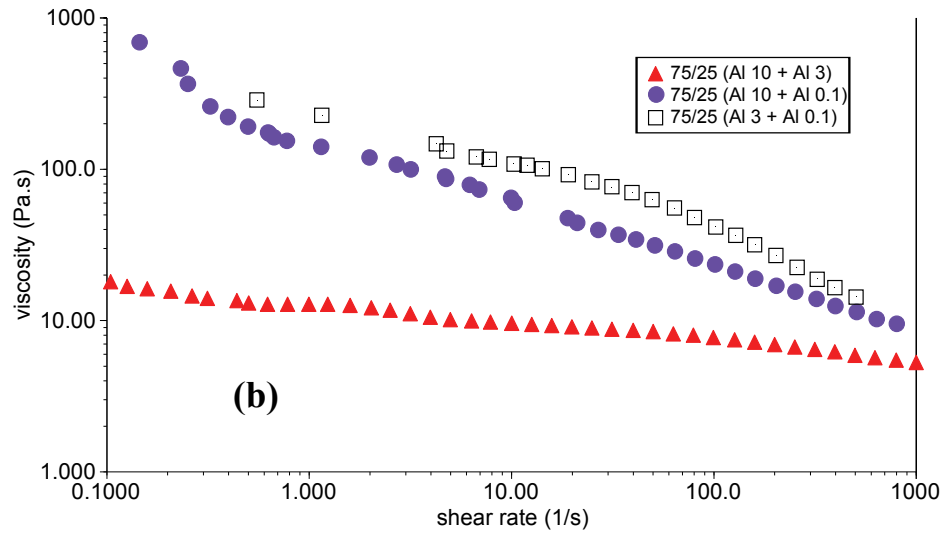 1000
100.0
10.00
1.000
viscosity (Pa.s)
75/25 (Al 10 + Al 3)
75/25 (Al 10 + Al 0.1)
75/25 (Al 3 + Al 0.1)
(b)
0.1000 1.000 10.00 100.0 1000
shear rate (1/s)